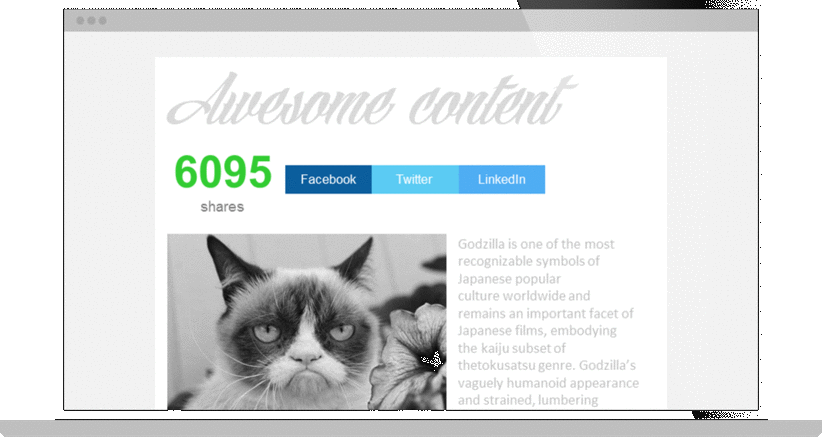 Awesome content
6095
shares
Facebook
Twitter
LinkedIn
Godzilla is one of the most
recognizable symbols of
Japanese popular
culture worldwide and
remains an important facet of
Japanese films, embodying
the kaiju subset of
thetokusatsu genre. Godzilla's
vaguely humanoid appearance
and strained, lumbering